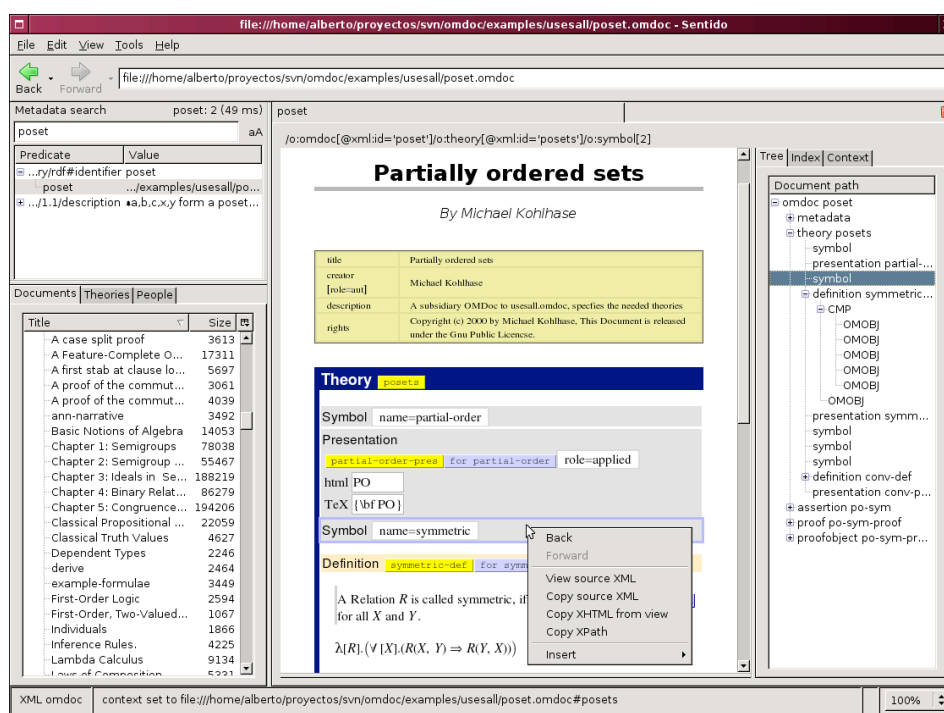 file:///home/alberto/proyectos/svn/omdoc/examples/usesall/poset.omdoc - Sentido
File Edit View Tools Help
Back Forward file:///home/alberto/proyectos/svn/omdoc/examples/usesall/poset.omdoc
Metadata search poset: 2 (49 ms)
poset aA
Predicate Value
...ry/rdf#identifier poset
poset .../examples/usesall/po...
.../1.1/description a,b,c,x,y form a poset...
Documents Theories People
Title Size
A case split proof 3613
A Feature-Complete O... 17311
A first stab at clause lo... 5697
A proof of the commut... 3061
A proof of the commut... 4039
ann-narrative 3492
Basic Notions of Algebra 14053
Chapter 1: Semigroups 78038
Chapter 2: Semigroup ... 55467
Chapter 3: Ideals in Se... 188219
Chapter 4: Binary Relat... 86279
Chapter 5: Congruence... 194206
Classical Propositional ... 22059
Classical Truth Values 4627
Dependent Types 2246
derive 2464
example-formulae 3449
First-Order Logic 2594
First-Order, Two-Valued... 1067
Individuals 1866
Inference Rules. 4225
Lambda Calculus 9134
Laws of Composition 5331
poset
/o:omdoc[@xml:id='poset']/o:theory[@xml:id='posets']/o:symbol[2]
Partially ordered sets
By Michael Kohlhase
title Partially ordered sets
creator
[role=aut] Michael Kohlhase
description A subsidiary OMDoc to usesall.omdoc, specfies the needed theories
rights Copyright (c) 2000 by Michael Kohlhase, This Document is released
under the Gnu Public Licencse.
Theory posets
Symbol name=partial-order
Presentation
partial-order-pres for partial-order role=applied
html PO
TeX {\bf PO}
Symbol name=symmetric
Definition symmetric-def for symm
A Relation R is called symmetric, if
for all X and Y.
λ[R].(∀ [X].(R(X, Y) ⇒ R(Y, X)))
Back
Forward
View source XML
Copy source XML
Copy XHTML from view
Copy XPath
Insert
Tree Index Context
Document path
omdoc poset
metadata
theory posets
symbol
presentation partial-...
symbol
definition symmetric...
CMP
OMOBJ
OMOBJ
OMOBJ
OMOBJ
OMOBJ
OMOBJ
presentation symm...
symbol
symbol
symbol
definition conv-def
presentation conv-p...
assertion po-sym
proof po-sym-proof
proofobject po-sym-pr...
XML omdoc context set to file:///home/alberto/proyectos/svn/omdoc/examples/usesall/poset.omdoc#posets 100%